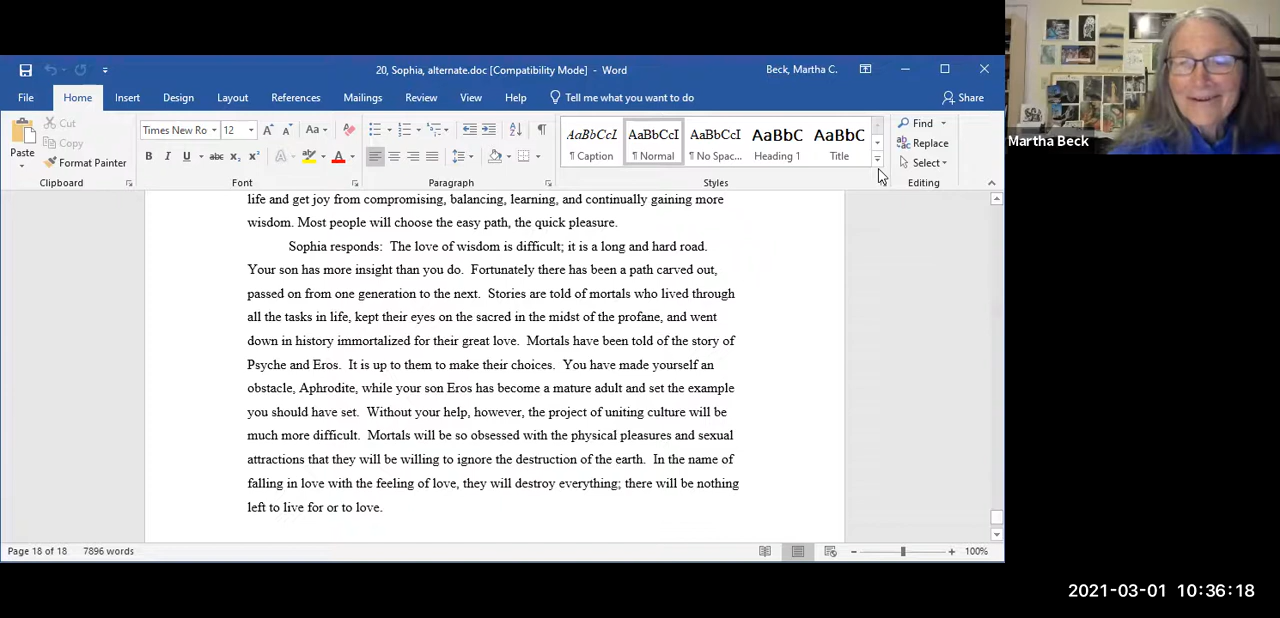 20, Sophia, alternate.doc [Compatibility Mode] - Word
Beck, Martha C.
File Home Insert Design Layout References Mailings Review View Help Tell me what you want to do Share
Paste
Cut
Copy
Format Painter
Clipboard
Times New Ro 12
Font
Paragraph
AaBbCcL AaBbCcI AaBbCcI AaBbC AaBbC
¶ Caption ¶ Normal ¶ No Spac... Heading 1 Title
Styles
Find
Replace
Select
Editing
Martha Beck
life and get joy from compromising, balancing, learning, and continually gaining more
wisdom. Most people will choose the easy path, the quick pleasure.
Sophia responds: The love of wisdom is difficult; it is a long and hard road.
Your son has more insight than you do. Fortunately there has been a path carved out,
passed on from one generation to the next. Stories are told of mortals who lived through
all the tasks in life, kept their eyes on the sacred in the midst of the profane, and went
down in history immortalized for their great love. Mortals have been told of the story of
Psyche and Eros. It is up to them to make their choices. You have made yourself an
obstacle, Aphrodite, while your son Eros has become a mature adult and set the example
you should have set. Without your help, however, the project of uniting culture will be
much more difficult. Mortals will be so obsessed with the physical pleasures and sexual
attractions that they will be willing to ignore the destruction of the earth. In the name of
falling in love with the feeling of love, they will destroy everything; there will be nothing
left to live for or to love.
Page 18 of 18 7896 words
100%
2021-03-01 10:36:18